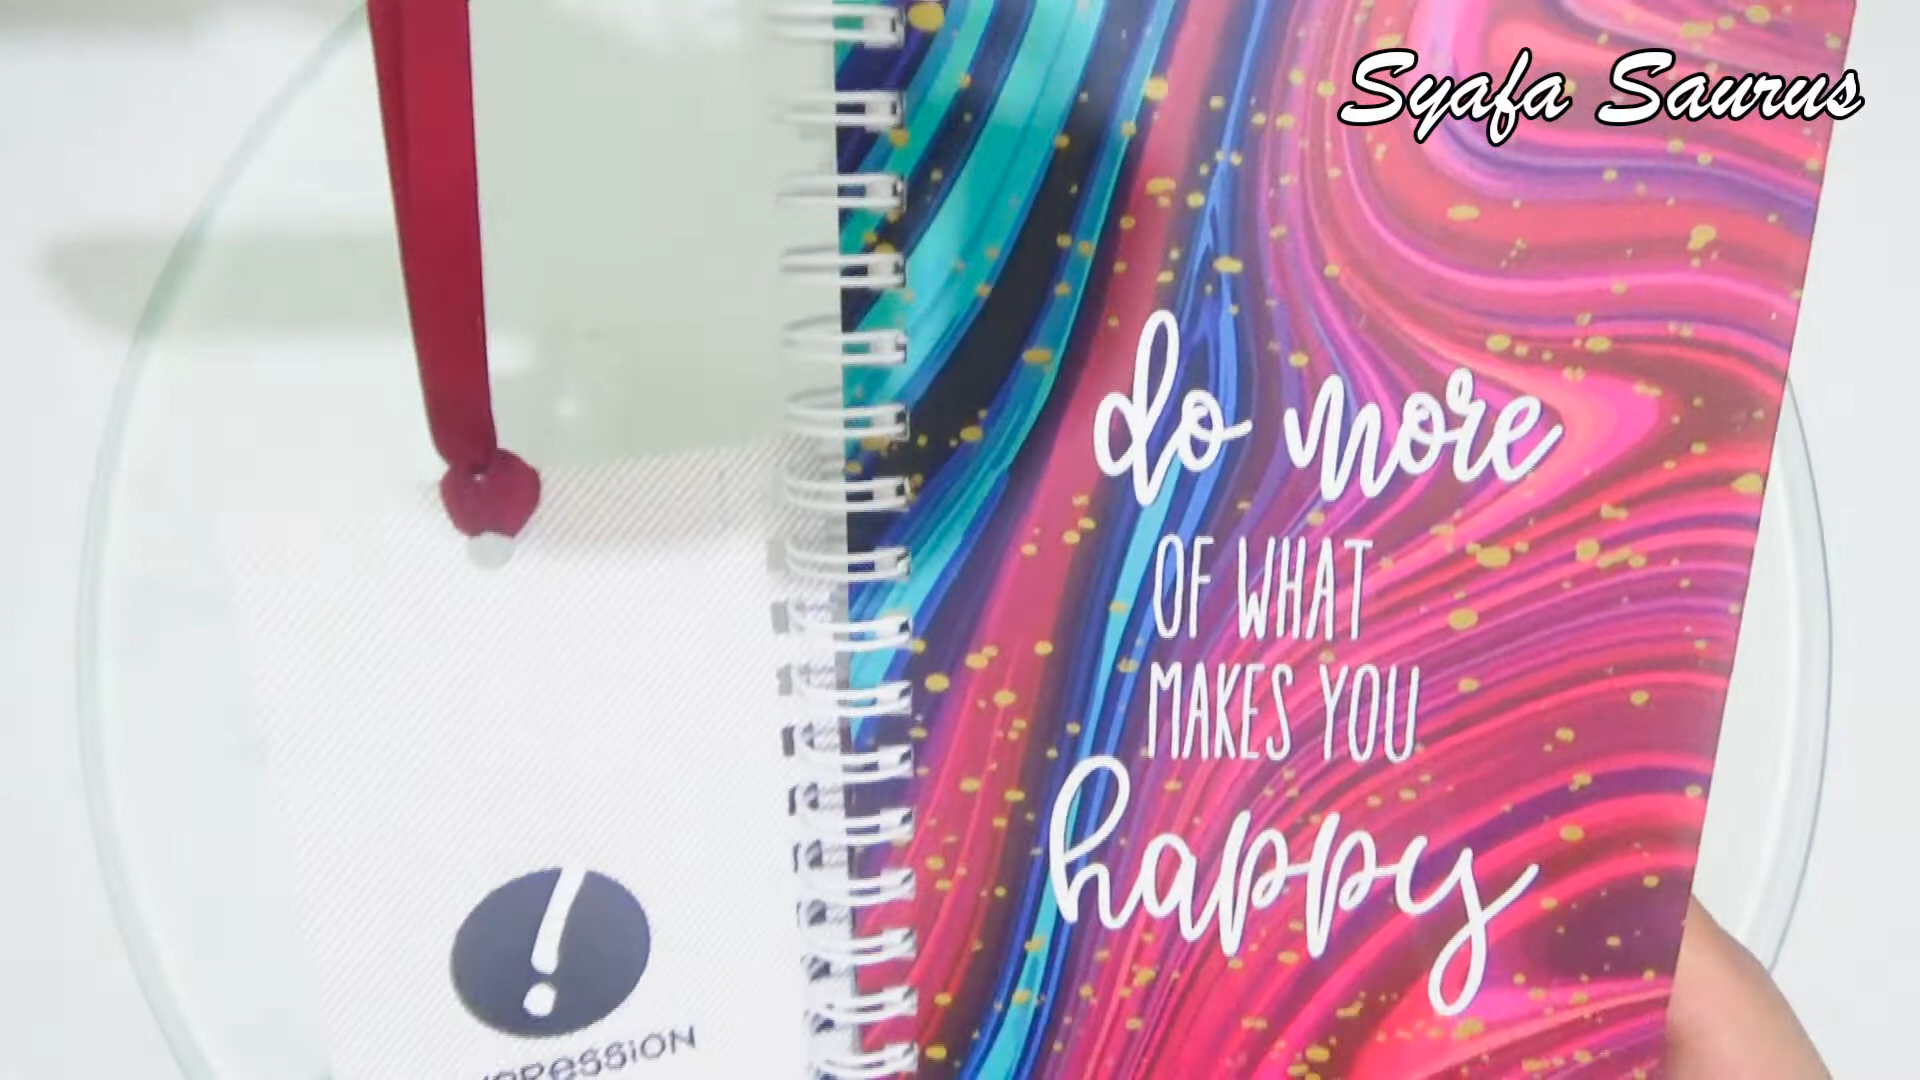 Syafa Saurus
do more
OF WHAT
MAKES YOU
happy
!